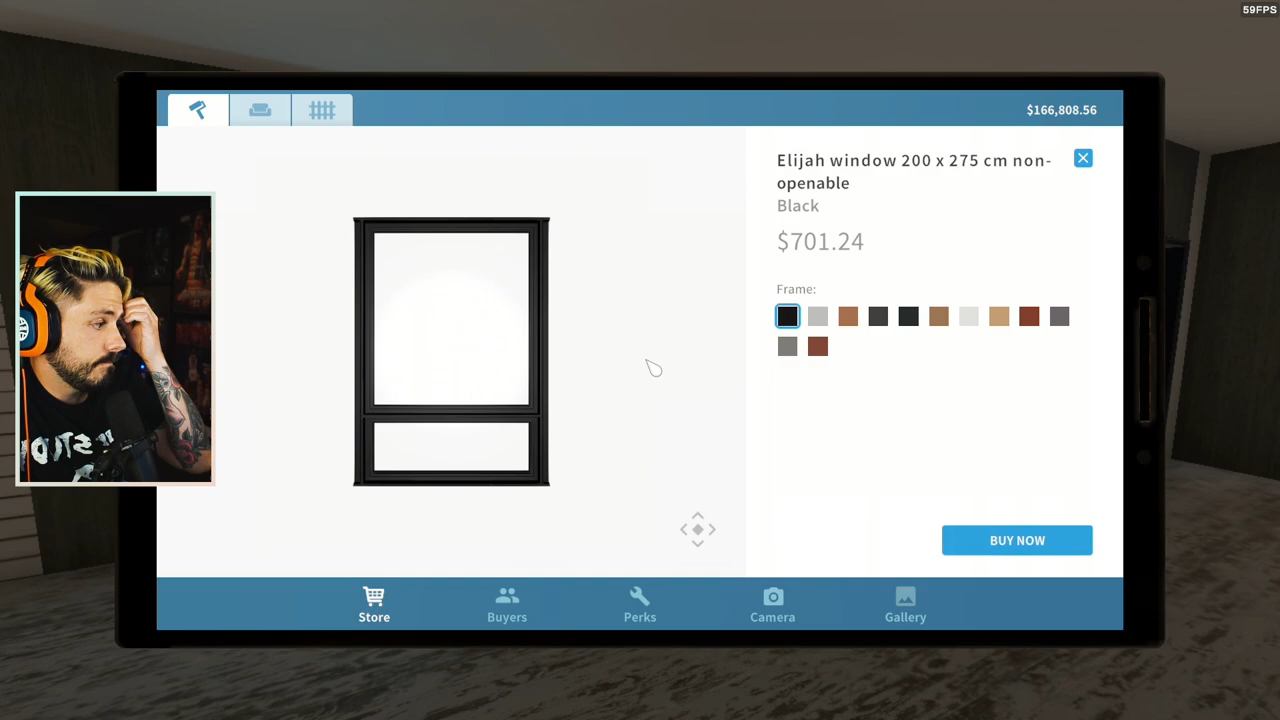 59FPS
$166,808.56
Elijah window 200 x 275 cm non-
openable
Black
$701.24
Frame:
BUY NOW
Store
Buyers
Perks
Camera
Gallery